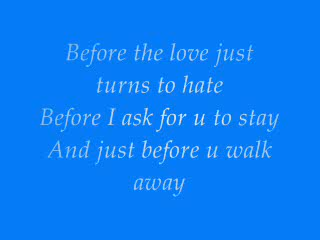 Before the love just
turns to hate
Before I ask for u to stay
And just before u walk
away